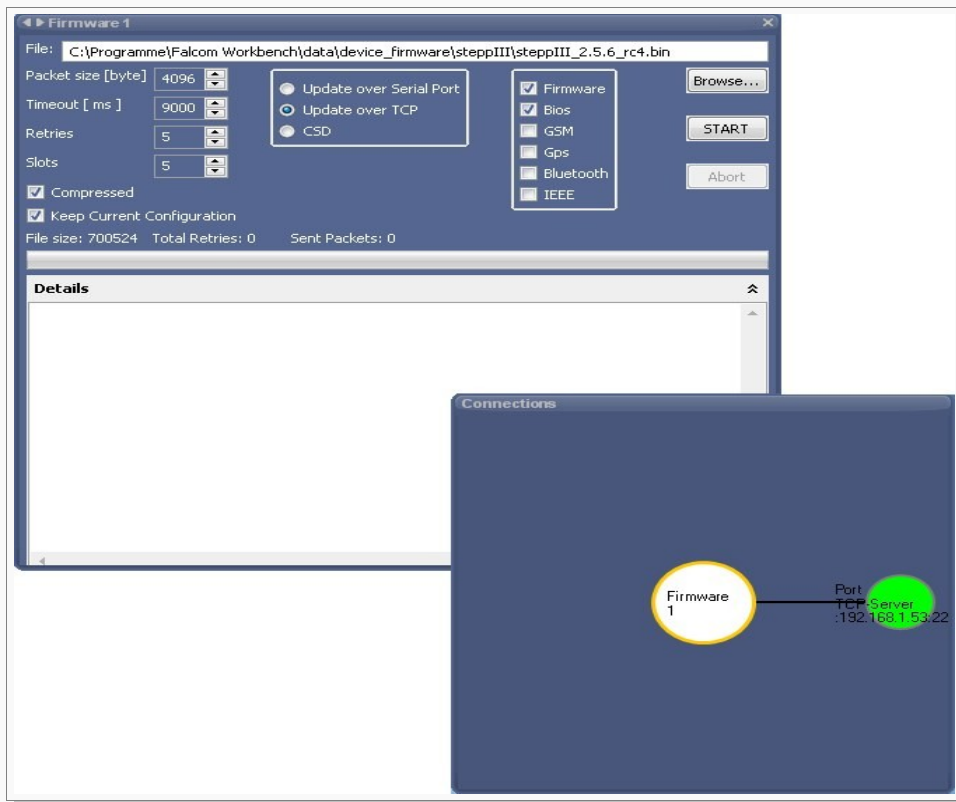 Firmware 1
File: C:\Programme\Falcom Workbench\data\device_firmware\steppIII\steppIII_2.5.6_rc4.bin
Packet size [byte] 4096
Timeout [ ms ] 9000
Retries 5
Slots 5
Compressed
Keep Current Configuration
Update over Serial Port
Update over TCP
CSD
Firmware
Bios
GSM
Gps
Bluetooth
IEEE
Browse...
START
Abort
File size: 700524 Total Retries: 0 Sent Packets: 0
Details
Connections
Firmware
1
Port
TCP-Server
:192.168.1.53:22